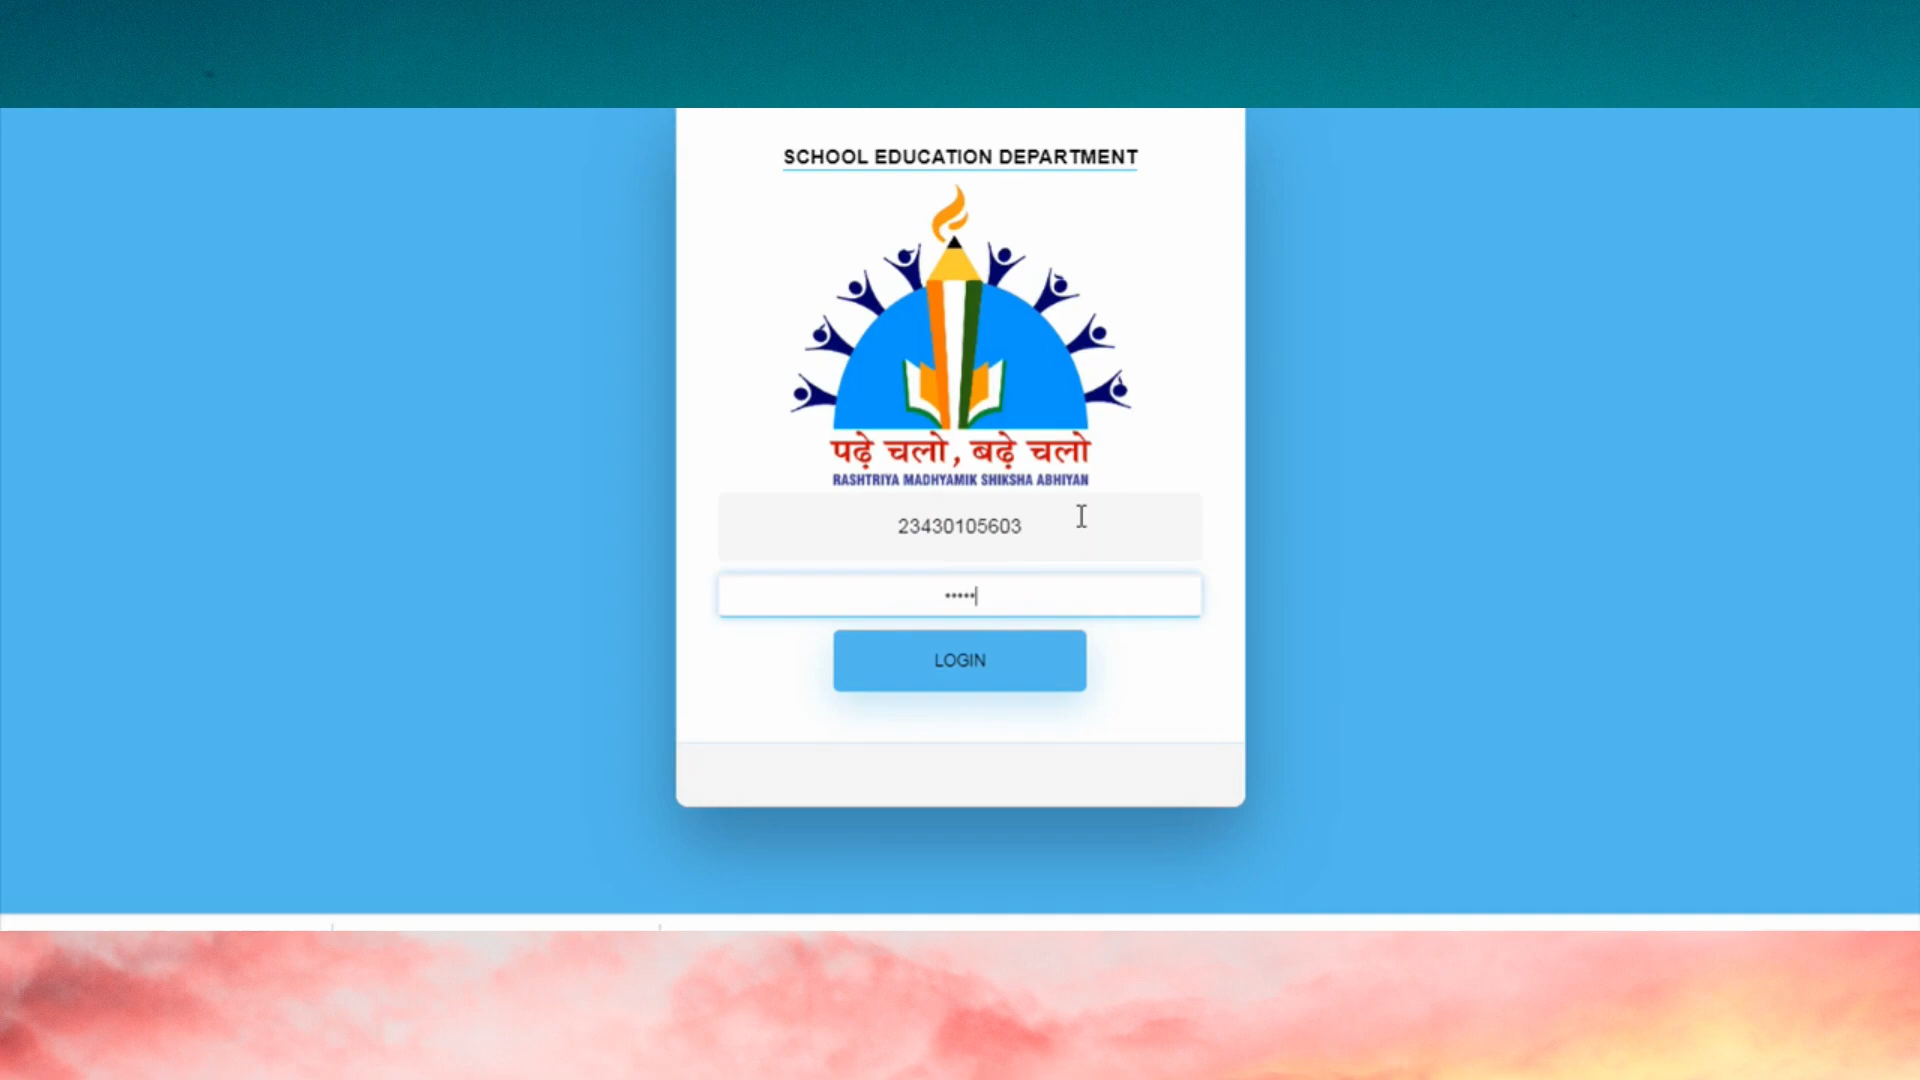 SCHOOL EDUCATION DEPARTMENT
पढ़े चलो, बढ़े चलो
RASHTRIYA MADHYAMIK SHIKSHA ABHIYAN
23430105603
•••••
LOGIN